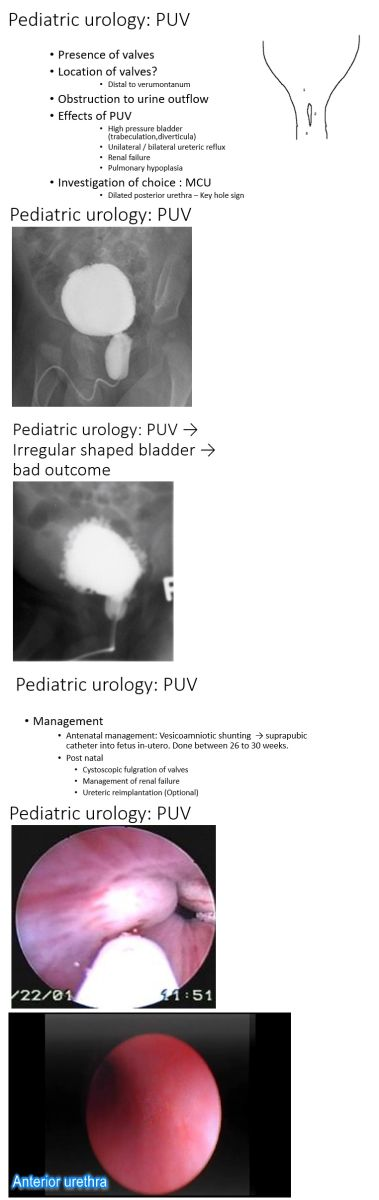 Pediatric urology: PUV
• Presence of valves
• Location of valves?
• Distal to verumontanum
• Obstruction to urine outflow
• Effects of PUV
• High pressure bladder
(trabeculation,diverticula)
• Unilateral / bilateral ureteric reflux
• Renal failure
• Pulmonary hypoplasia
• Investigation of choice : MCU
• Dilated posterior urethra – Key hole sign
Pediatric urology: PUV
Pediatric urology: PUV →
Irregular shaped bladder →
bad outcome
Pediatric urology: PUV
• Management
• Antenatal management: Vesicoamniotic shunting → suprapubic
catheter into fetus in-utero. Done between 26 to 30 weeks.
• Post natal
• Cystoscopic fulgration of valves
• Management of renal failure
• Ureteric reimplantation (Optional)
Pediatric urology: PUV
/22/01
11:51
Anterior urethra